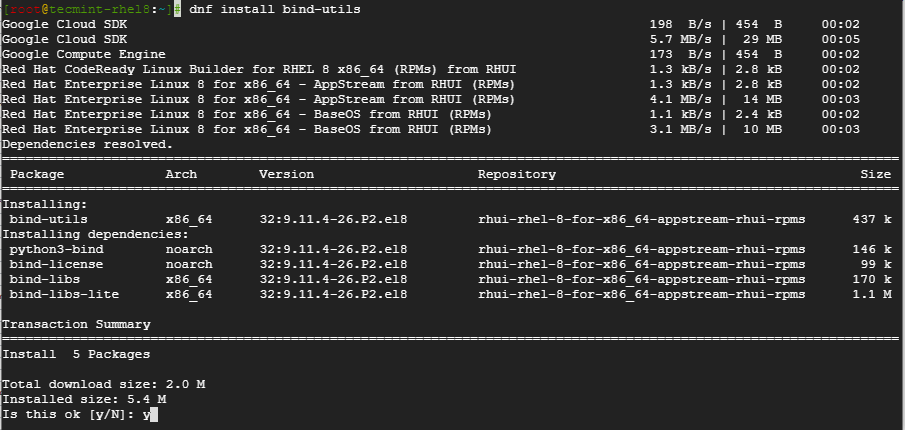 [root@tecmint-rhel8:~]# dnf install bind-utils
Google Cloud SDK 198 B/s | 454 B 00:02
Google Cloud SDK 5.7 MB/s | 29 MB 00:05
Google Compute Engine 173 B/s | 454 B 00:02
Red Hat CodeReady Linux Builder for RHEL 8 x86_64 (RPMs) from RHUI 1.3 kB/s | 2.8 kB 00:02
Red Hat Enterprise Linux 8 for x86_64 - AppStream from RHUI (RPMs) 1.3 kB/s | 2.8 kB 00:02
Red Hat Enterprise Linux 8 for x86_64 - AppStream from RHUI (RPMs) 4.1 MB/s | 14 MB 00:03
Red Hat Enterprise Linux 8 for x86_64 - BaseOS from RHUI (RPMs) 1.1 kB/s | 2.4 kB 00:02
Red Hat Enterprise Linux 8 for x86_64 - BaseOS from RHUI (RPMs) 3.1 MB/s | 10 MB 00:03
Dependencies resolved.
Package Arch Version Repository Size
Installing:
bind-utils x86_64 32:9.11.4-26.P2.el8 rhui-rhel-8-for-x86_64-appstream-rhui-rpms 437 k
Installing dependencies:
python3-bind noarch 32:9.11.4-26.P2.el8 rhui-rhel-8-for-x86_64-appstream-rhui-rpms 146 k
bind-license noarch 32:9.11.4-26.P2.el8 rhui-rhel-8-for-x86_64-appstream-rhui-rpms 99 k
bind-libs x86_64 32:9.11.4-26.P2.el8 rhui-rhel-8-for-x86_64-appstream-rhui-rpms 170 k
bind-libs-lite x86_64 32:9.11.4-26.P2.el8 rhui-rhel-8-for-x86_64-appstream-rhui-rpms 1.1 M
Transaction Summary
Install 5 Packages
Total download size: 2.0 M
Installed size: 5.4 M
Is this ok [y/N]: y